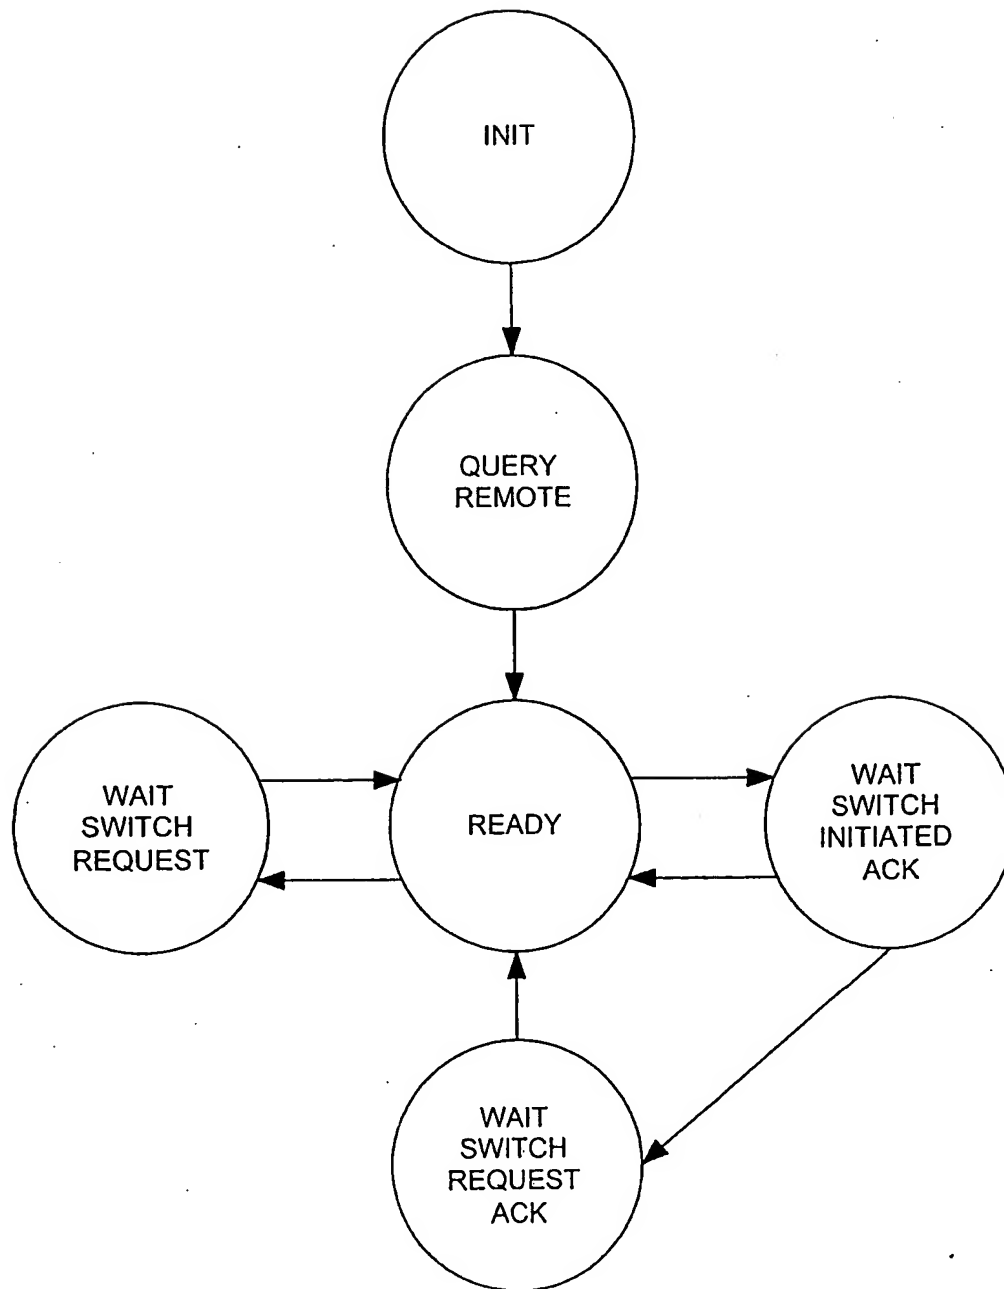 INIT
QUERY
REMOTE
WAIT
SWITCH
REQUEST
READY
WAIT
SWITCH
INITIATED
ACK
WAIT
SWITCH
REQUEST
ACK